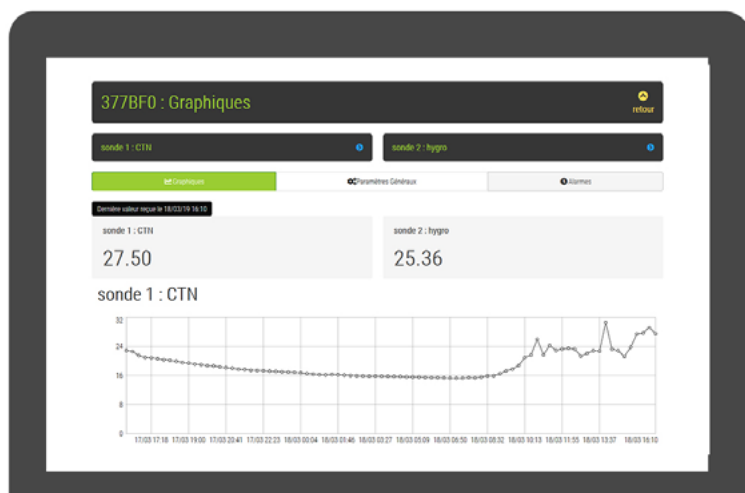 377BF0 : Graphiques
retour
sonde 1 : CTN
sonde 2 : hygro
Graphiques
Paramètres Généraux
Alarmes
Dernière valeur reçue le 18/03/19 16:10
sonde 1 : CTN
sonde 2 : hygro
27.50
25.36
sonde 1 : CTN
32
24
16
8
0
17/03 17:18 17/03 19:00 17/03 20:41 17/03 22:23 18/03 00:04 18/03 01:46 18/03 03:27 18/03 05:09 18/03 06:50 18/03 08:32 18/03 10:13 18/03 11:55 18/03 13:37 18/03 16:10